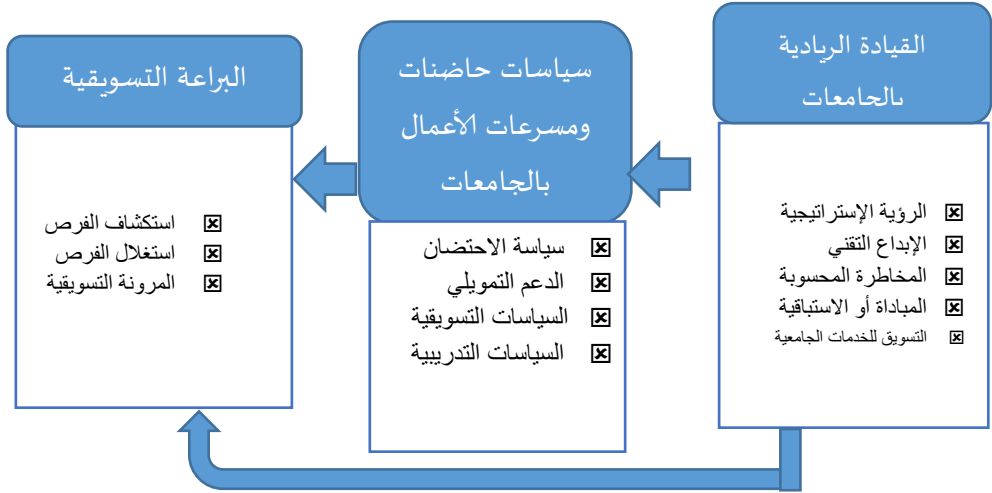 القيادة الريادية
بالجامعات
الرؤية الإستراتيجية
الإبداع التقني
المخاطرة المحسوبة
المباداة أو الاستباقية
التسويق للخدمات الجامعية
سياسات حاضنات
ومسرعات الأعمال
بالجامعات
سياسة الاحتضان
الدعم التمويلي
السياسات التسويقية
السياسات التدريبية
البراعة التسويقية
استكشاف الفرص
استغلال الفرص
المرونة التسويقية